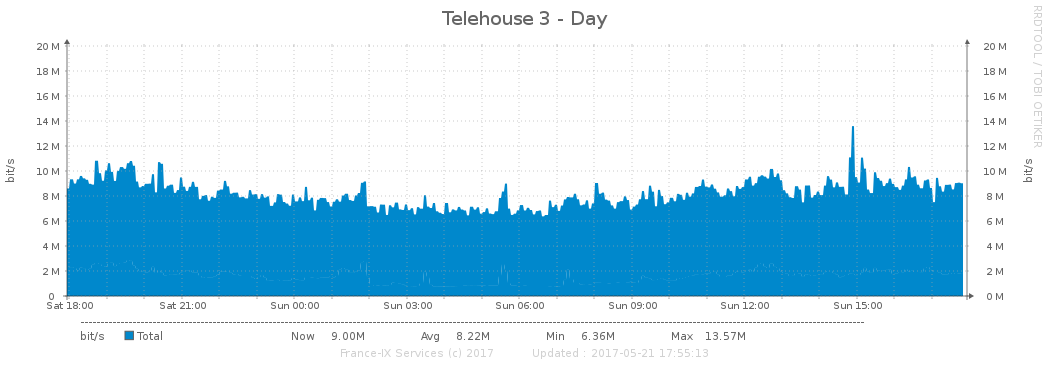 Telehouse 3 - Day
RRDTOOL / TOBI OETIKER
bit/s
20 M 20 M
18 M 18 M
16 M 16 M
14 M 14 M
12 M 12 M
10 M 10 M
8 M 8 M
6 M 6 M
4 M 4 M
2 M 2 M
0 0 M
bit/s
Sat 18:00 Sat 21:00 Sun 00:00 Sun 03:00 Sun 06:00 Sun 09:00 Sun 12:00 Sun 15:00
bit/s Total Now 9.00M Avg 8.22M Min 6.36M Max 13.57M
France-IX Services (c) 2017 Updated : 2017-05-21 17:55:13